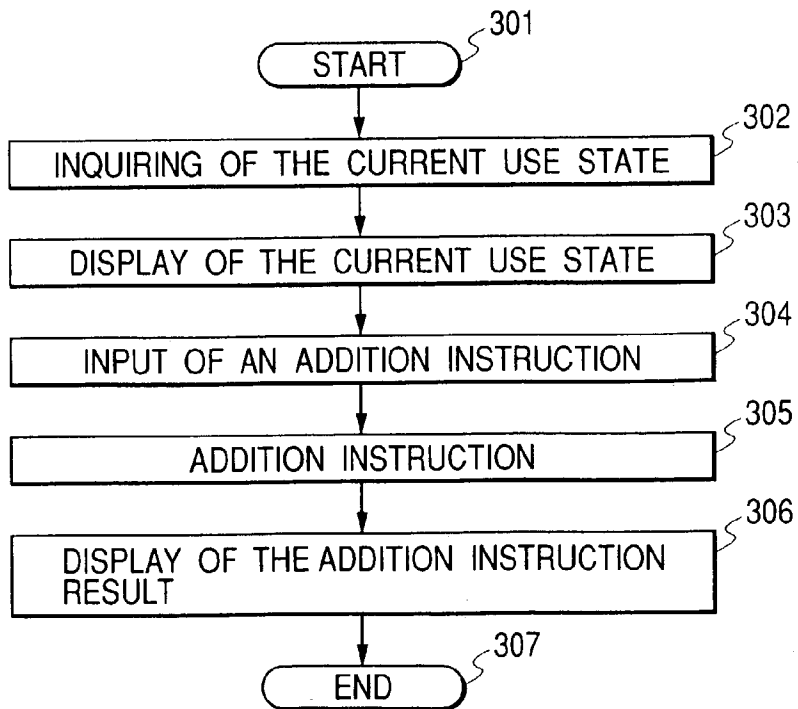 301
START
302
INQUIRING OF THE CURRENT USE STATE
303
DISPLAY OF THE CURRENT USE STATE
304
INPUT OF AN ADDITION INSTRUCTION
305
ADDITION INSTRUCTION
306
DISPLAY OF THE ADDITION INSTRUCTION
RESULT
307
END